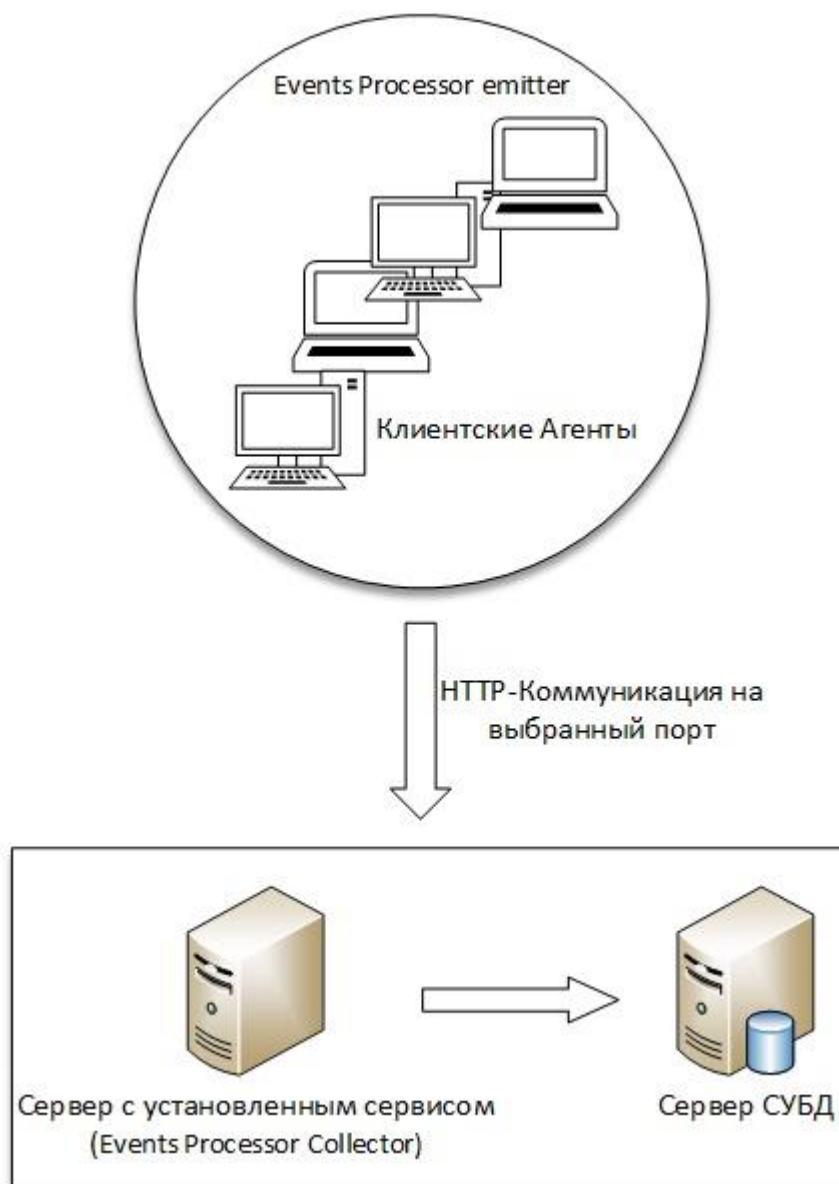 Events Processor emitter
Клиентские Агенты
HTTP-Коммуникация на
выбранный порт
Сервер с установленным сервисом
(Events Processor Collector)
Сервер СУБД